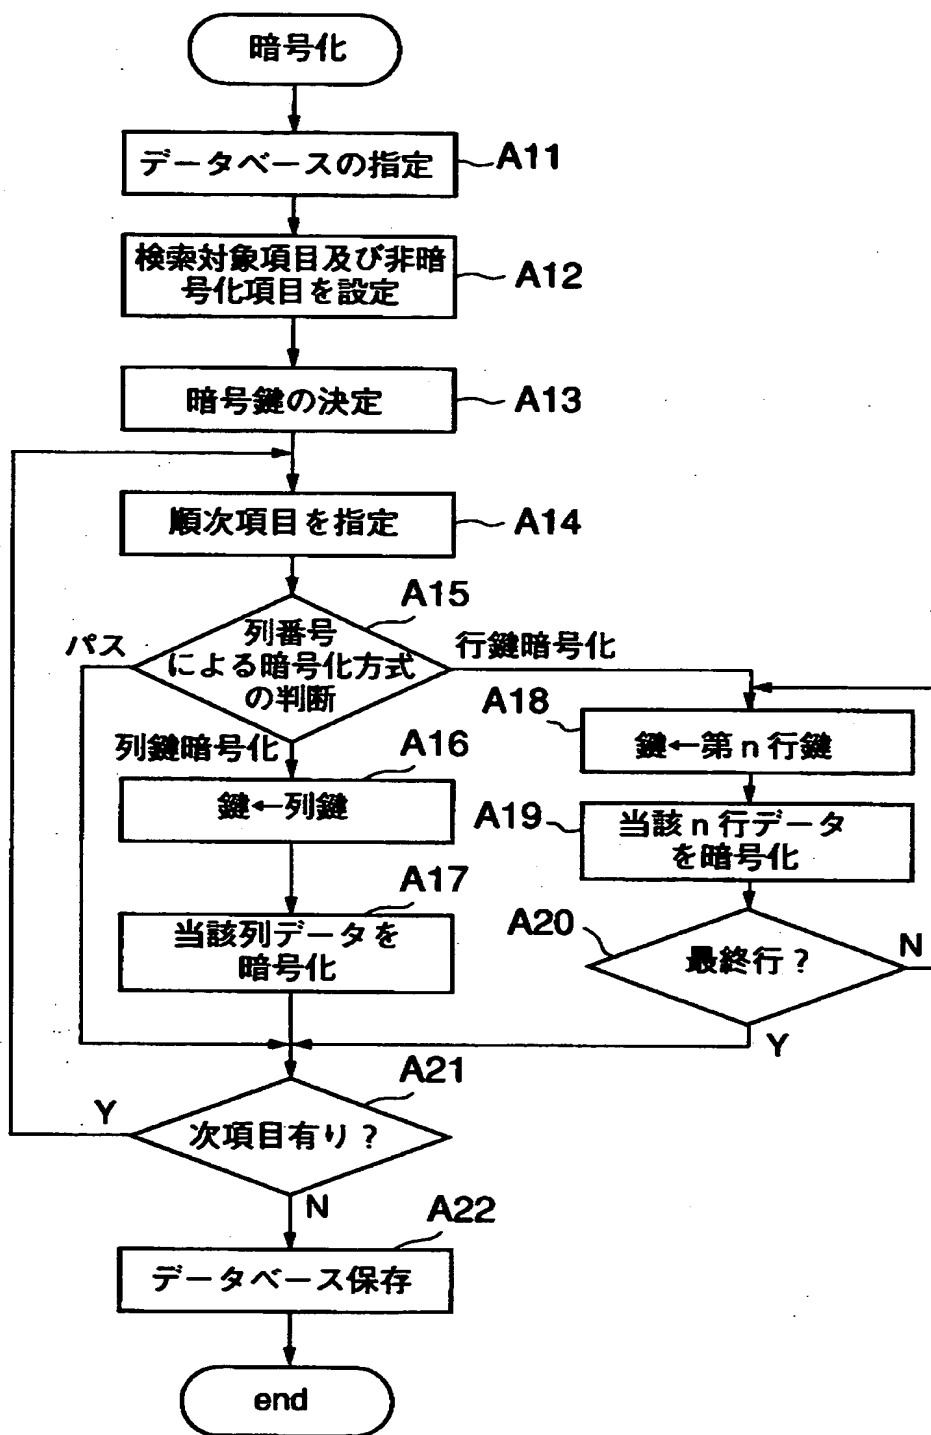 暗号化
データベースの指定
A11
検索対象項目及び非暗
号化項目を設定
A12
暗号鍵の決定
A13
順次項目を指定
A14
A15
列番号
による暗号化方式
の判断
パス
行鍵暗号化
列鍵暗号化
A16
鍵←列鍵
A17
当該列データを
暗号化
A18
鍵←第n行鍵
A19
当該n行データ
を暗号化
A20
最終行?
N
Y
A21
次項目有り?
Y
N
A22
データベース保存
end